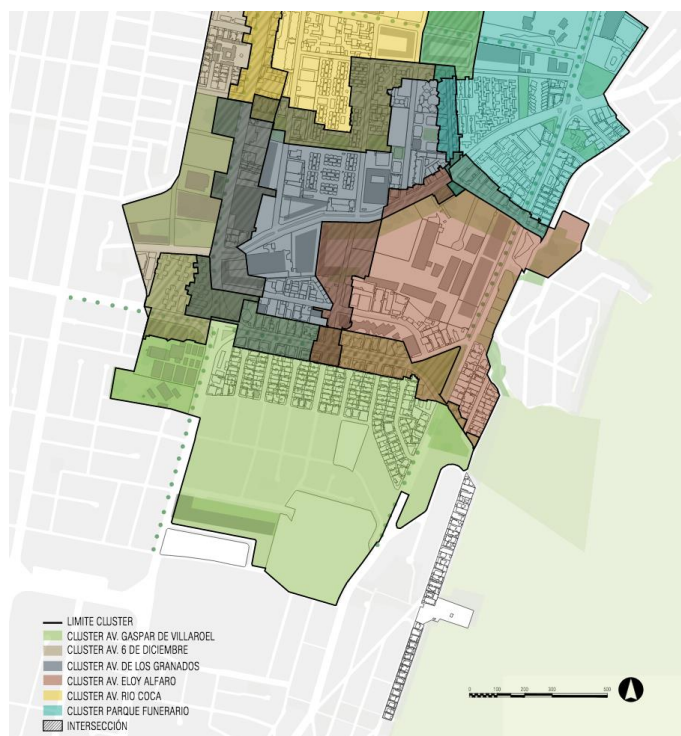 LIMITE CLUSTER
CLUSTER AV. GASPAR DE VILLAROEL
CLUSTER AV. 6 DE DICIEMBRE
CLUSTER AV. DE LOS GRANADOS
CLUSTER AV. ELOY ALFARO
CLUSTER AV. RIO COCA
CLUSTER PARQUE FUNERARIO
INTERSECCIÓN
0 100 200 300 500